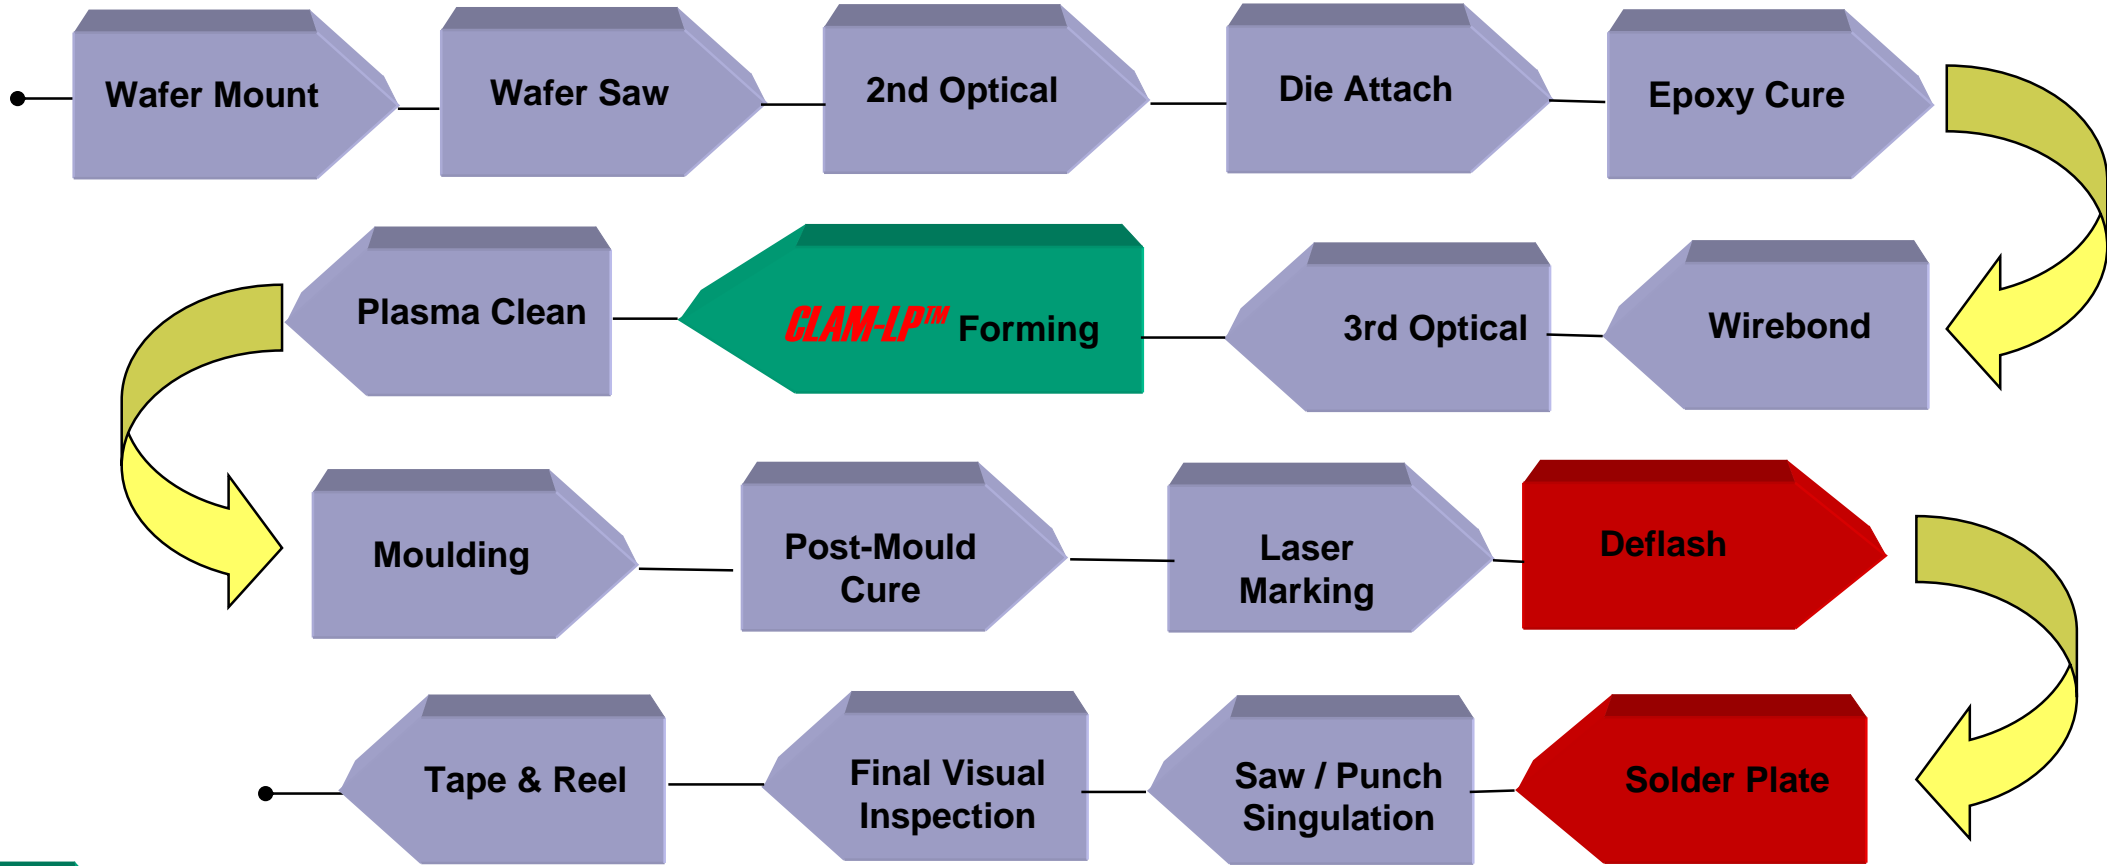 Wafer Mount
Wafer Saw
2nd Optical
Die Attach
Epoxy Cure
Wirebond
3rd Optical
CLAM-LP™ Forming
Plasma Clean
Moulding
Post-Mould
Cure
Laser
Marking
Deflash
Solder Plate
Saw / Punch
Singulation
Final Visual
Inspection
Tape & Reel